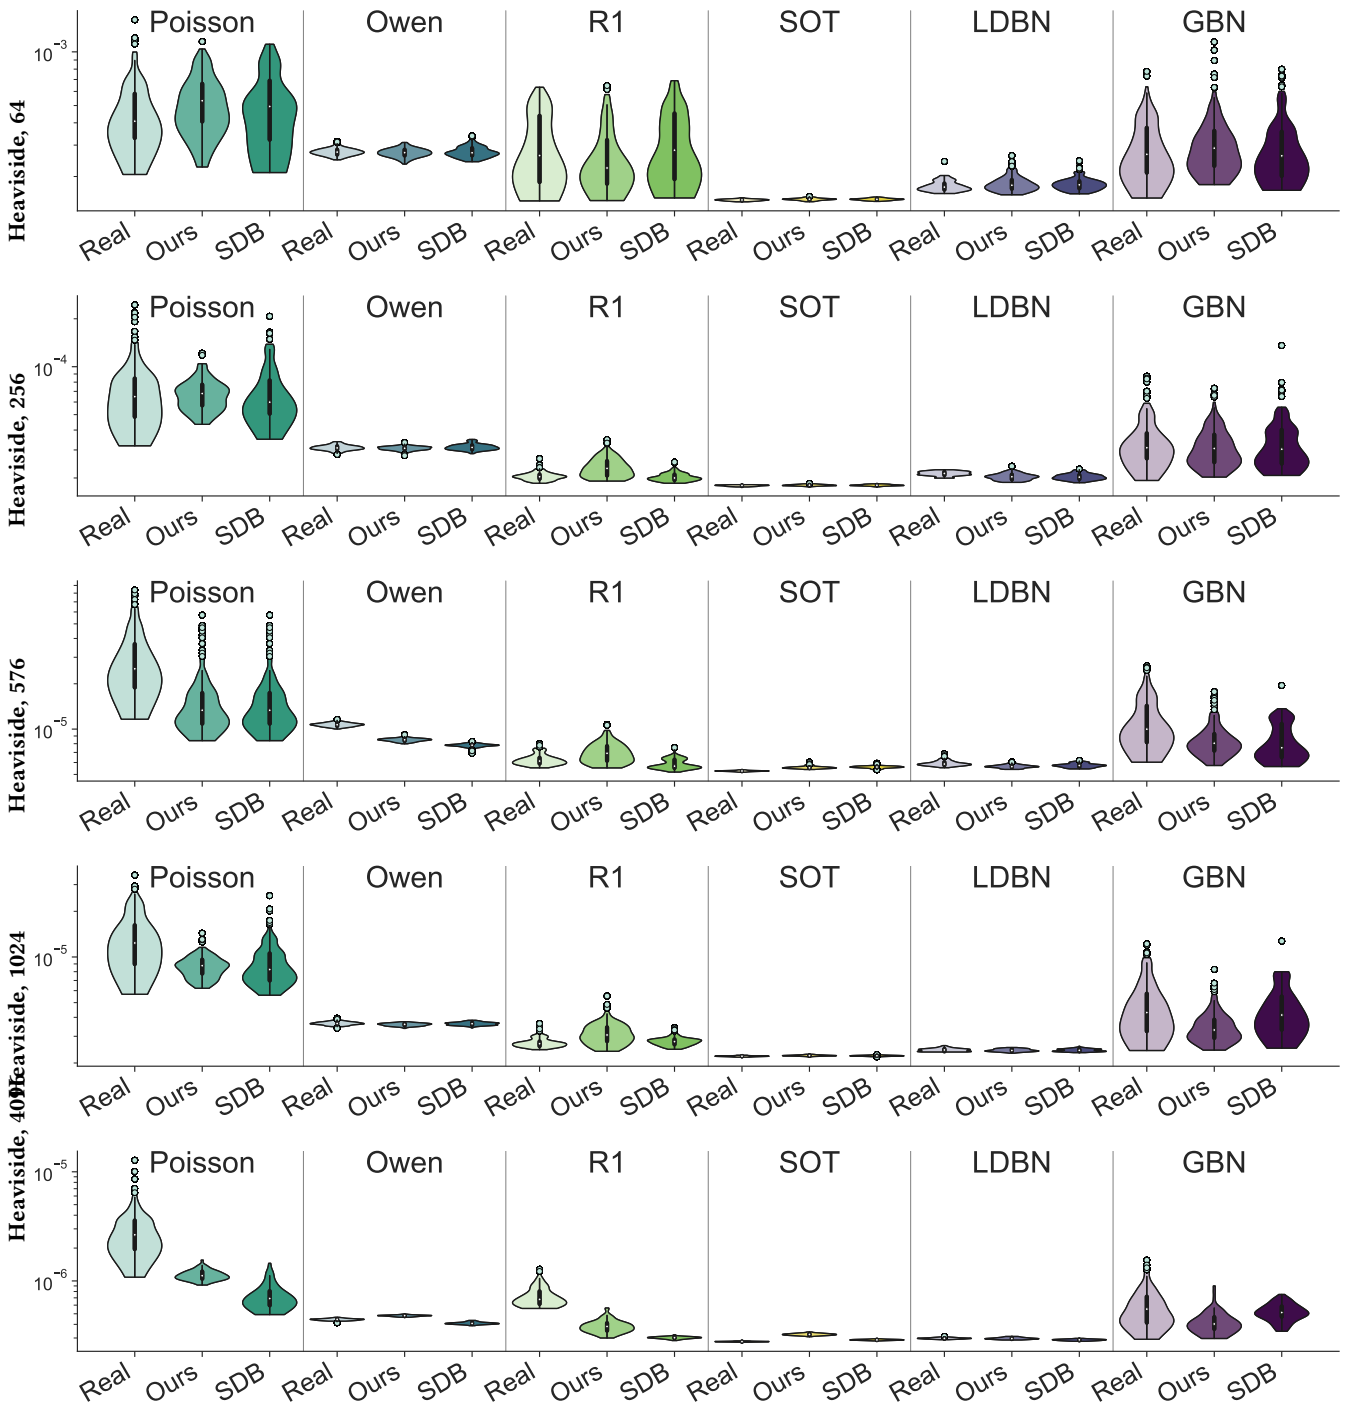 Poisson Owen R1 SOT LDBN GBN
10−3
Heaviside, 64
Real Ours SDB Real Ours SDB Real Ours SDB Real Ours SDB Real Ours SDB Real Ours SDB
Poisson Owen R1 SOT LDBN GBN
10−4
Heaviside, 256
Real Ours SDB Real Ours SDB Real Ours SDB Real Ours SDB Real Ours SDB Real Ours SDB
Poisson Owen R1 SOT LDBN GBN
10−5
Heaviside, 576
Real Ours SDB Real Ours SDB Real Ours SDB Real Ours SDB Real Ours SDB Real Ours SDB
Poisson Owen R1 SOT LDBN GBN
10−5
Heaviside, 1024
Real Ours SDB Real Ours SDB Real Ours SDB Real Ours SDB Real Ours SDB Real Ours SDB
Poisson Owen R1 SOT LDBN GBN
10−5
10−6
Heaviside, 4096
Real Ours SDB Real Ours SDB Real Ours SDB Real Ours SDB Real Ours SDB Real Ours SDB